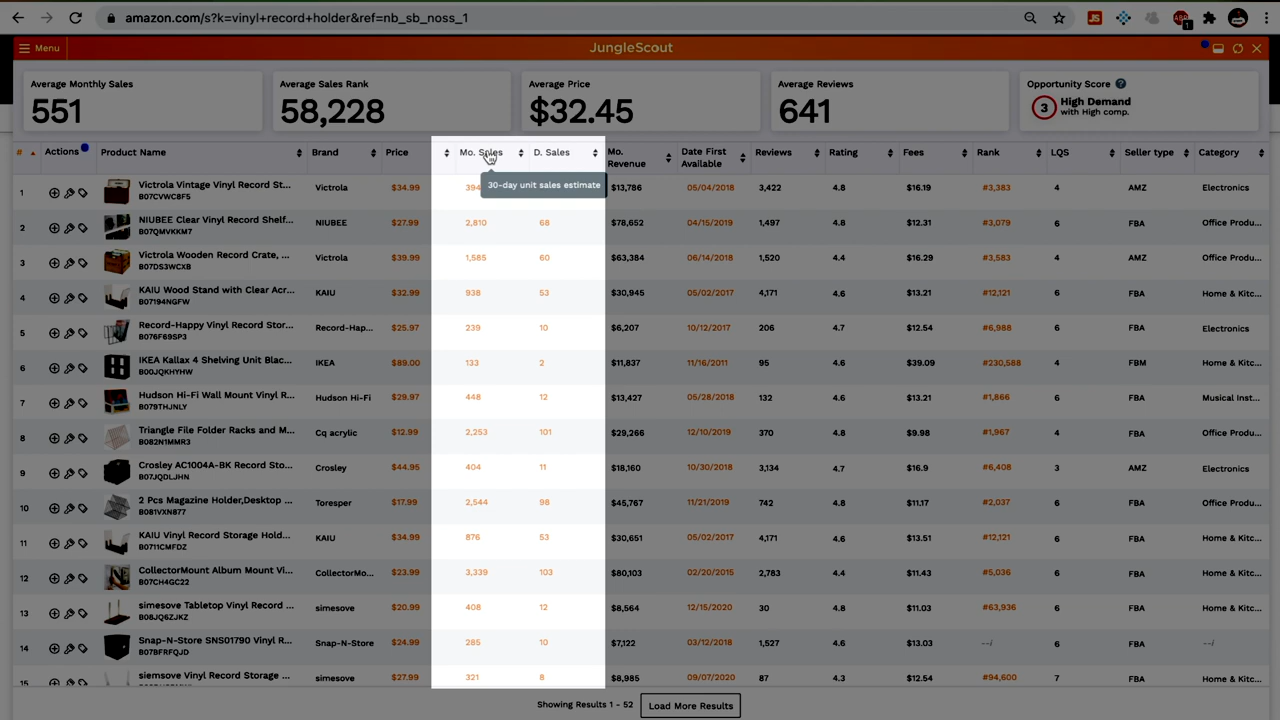 amazon.com/s?k=vinyl+record+holder&ref=nb_sb_noss_1
JS
ABP
1
Menu
JungleScout
Average Monthly Sales
551
Average Sales Rank
58,228
Average Price
$32.45
Average Reviews
641
Opportunity Score ?
3 High Demand
with High comp.
# Actions Product Name Brand Price Mo. Sales D. Sales Mo. Revenue Date First Available Reviews Rating Fees Rank LQS Seller type Category
30-day unit sales estimate
1 Victrola Vintage Vinyl Record St... B07CVWC8F5 Victrola $34.99 394 $13,786 05/04/2018 3,422 4.8 $16.19 #3,383 4 AMZ Electronics
2 NIUBEE Clear Vinyl Record Shelf... B07QMVKKM7 NIUBEE $27.99 2,810 68 $78,652 04/15/2019 1,497 4.8 $12.31 #3,079 6 FBA Office Produ...
3 Victrola Wooden Record Crate, ... B07DS3WCXB Victrola $39.99 1,585 60 $63,384 06/14/2018 1,520 4.4 $16.29 #3,583 4 AMZ Office Produ...
4 KAIU Wood Stand with Clear Acr... B07194NGFW KAIU $32.99 938 53 $30,945 05/02/2017 4,171 4.6 $13.21 #12,121 6 FBA Home & Kitc...
5 Record-Happy Vinyl Record Stor... B076F69SP3 Record-Hap... $25.97 239 10 $6,207 10/12/2017 206 4.7 $12.54 #6,988 6 FBA Electronics
6 IKEA Kallax 4 Shelving Unit Blac... B00JQKHYHW IKEA $89.00 133 2 $11,837 11/16/2011 95 4.6 $39.09 #230,588 4 FBM Home & Kitc...
7 Hudson Hi-Fi Wall Mount Vinyl R... B079THJNLY Hudson Hi-Fi $29.97 448 12 $13,427 05/28/2018 132 4.6 $13.21 #1,866 6 FBA Musical Inst...
8 Triangle File Folder Racks and M... B082N1MMR3 Cq acrylic $12.99 2,253 101 $29,266 12/10/2019 370 4.8 $9.98 #1,967 4 FBA Office Produ...
9 Crosley AC1004A-BK Record Sto... B07JQDLJHN Crosley $44.95 404 11 $18,160 10/30/2018 3,134 4.7 $16.9 #6,408 3 AMZ Electronics
10 2 Pcs Magazine Holder,Desktop ... B081VXN877 Toresper $17.99 2,544 98 $45,767 11/21/2019 742 4.8 $11.17 #2,037 6 FBA Office Produ...
11 KAIU Vinyl Record Storage Hold... B0711CMFDZ KAIU $34.99 876 53 $30,651 05/02/2017 4,171 4.6 $13.51 #12,121 6 FBA Home & Kitc...
12 CollectorMount Album Mount Vi... B07CH4GC22 CollectorMo... $23.99 3,339 103 $80,103 02/20/2015 2,783 4.4 $11.43 #5,036 6 FBA Home & Kitc...
13 simesove Tabletop Vinyl Record ... B08JQ6ZJKZ simesove $20.99 408 12 $8,564 12/15/2020 30 4.8 $11.03 #63,936 6 FBA Home & Kitc...
14 Snap-N-Store SNS01790 Vinyl R... B07BFRFQJD Snap-N-Store $24.99 285 10 $7,122 03/12/2018 1,527 4.6 $13.03 --/ 6 FBA --/
15 siemsove Vinyl Record Storage ... simesove $27.99 321 8 $8,985 09/07/2020 87 4.3 $12.54 #94,600 7 FBA Home & Kitc...
Showing Results 1 - 52 Load More Results